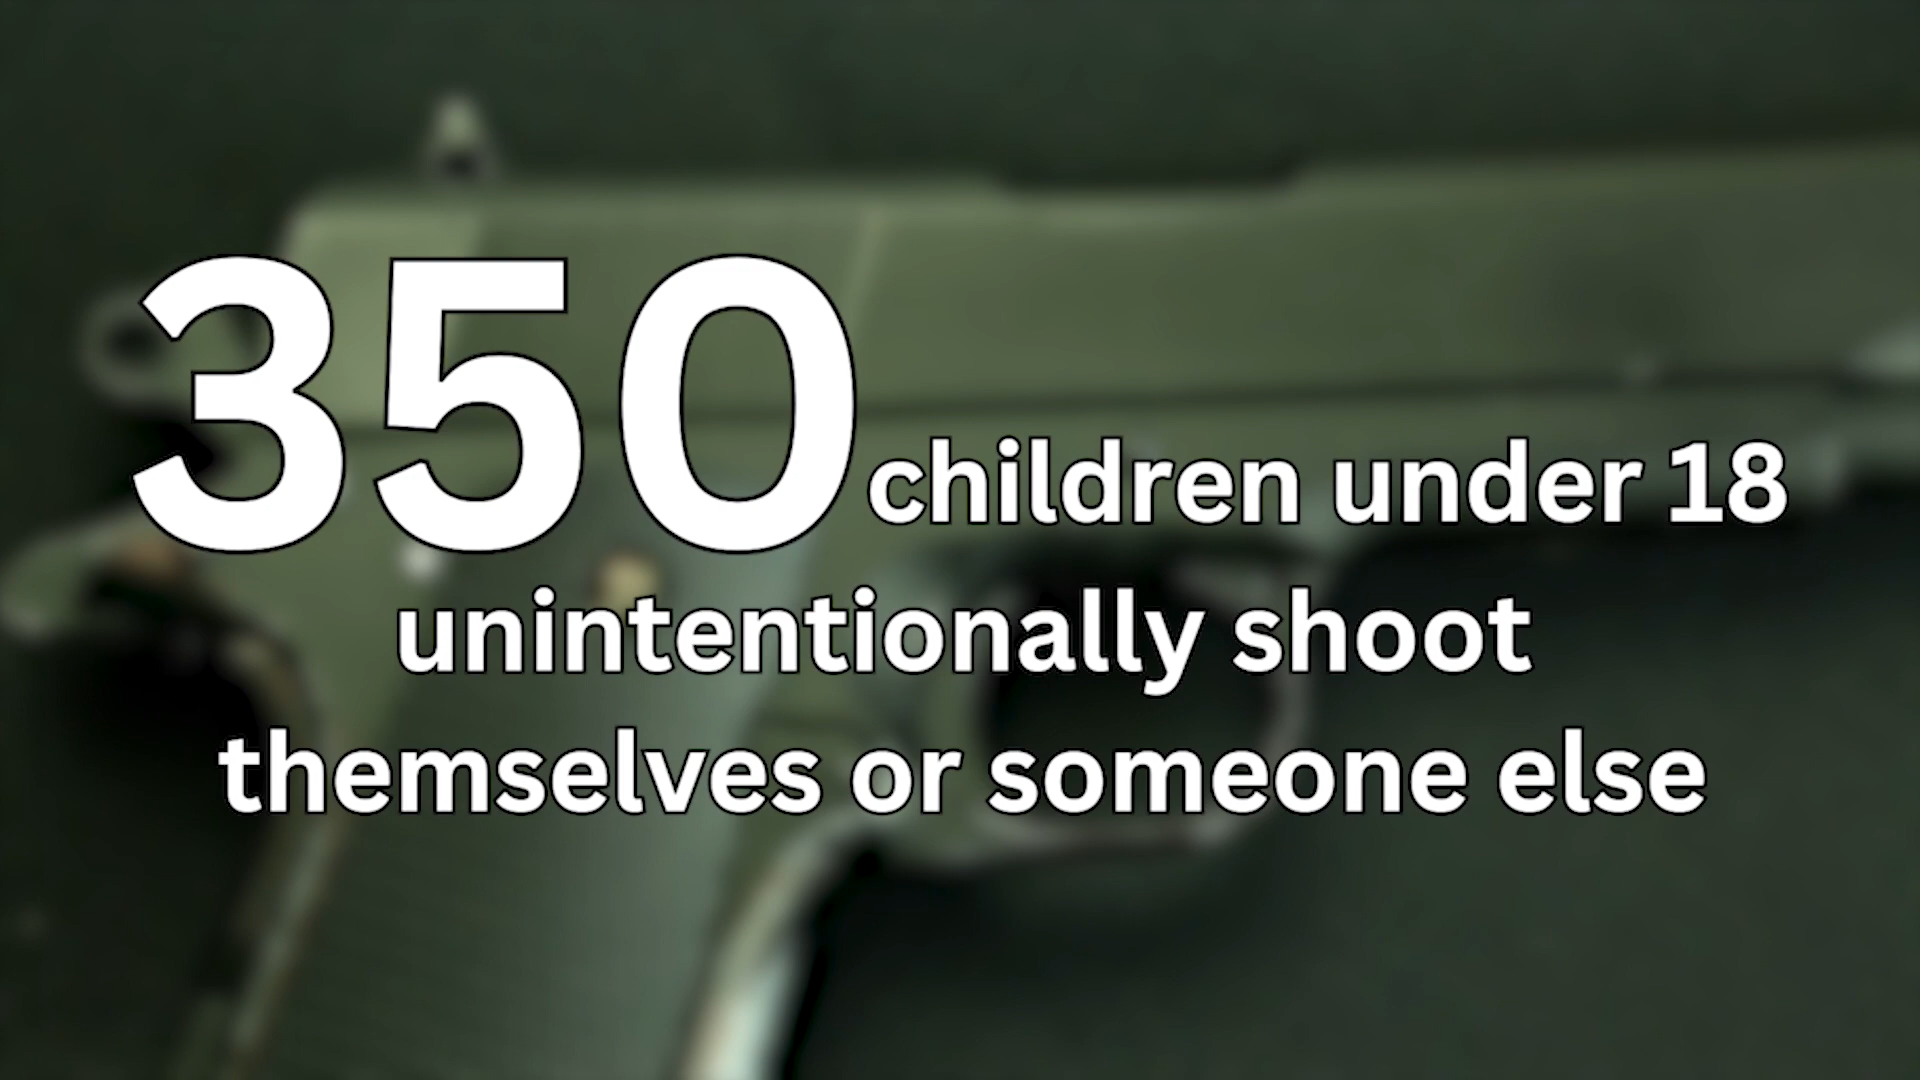 350 children under 18
unintentionally shoot
themselves or someone else